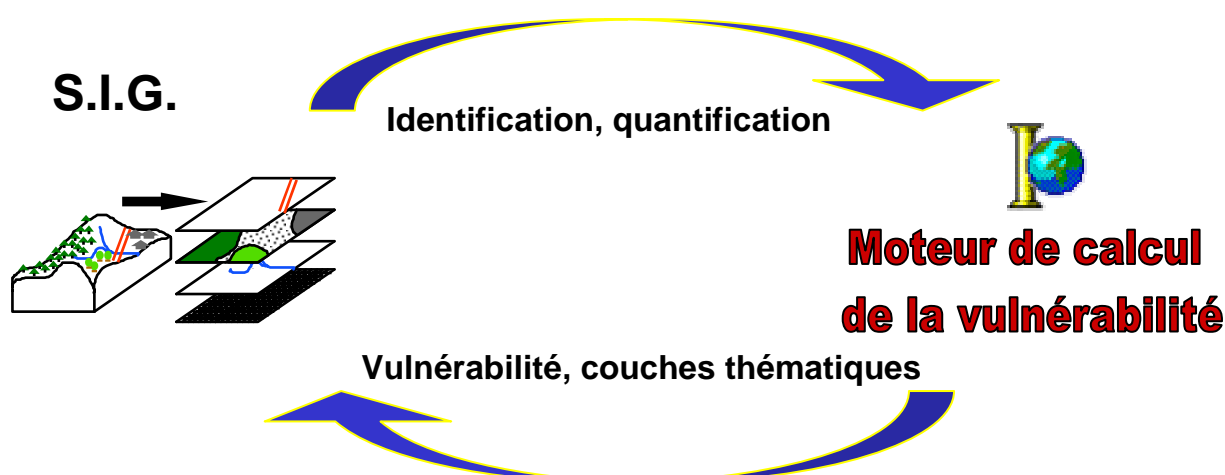 S.I.G.
Identification, quantification
Moteur de calcul
de la vulnérabilité
Vulnérabilité, couches thématiques